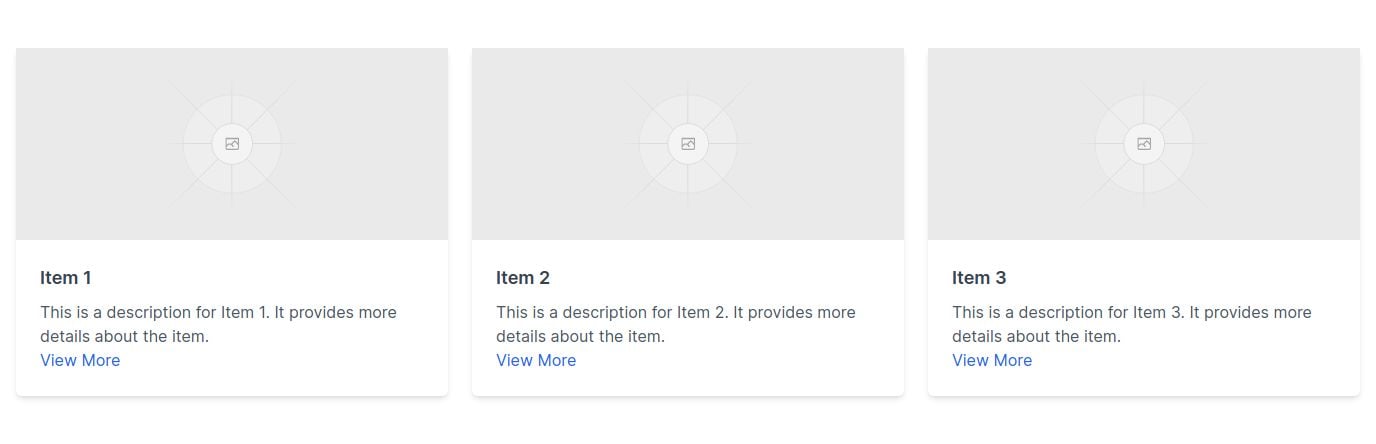 Item 1
This is a description for Item 1. It provides more
details about the item.
View More
Item 2
This is a description for Item 2. It provides more
details about the item.
View More
Item 3
This is a description for Item 3. It provides more
details about the item.
View More